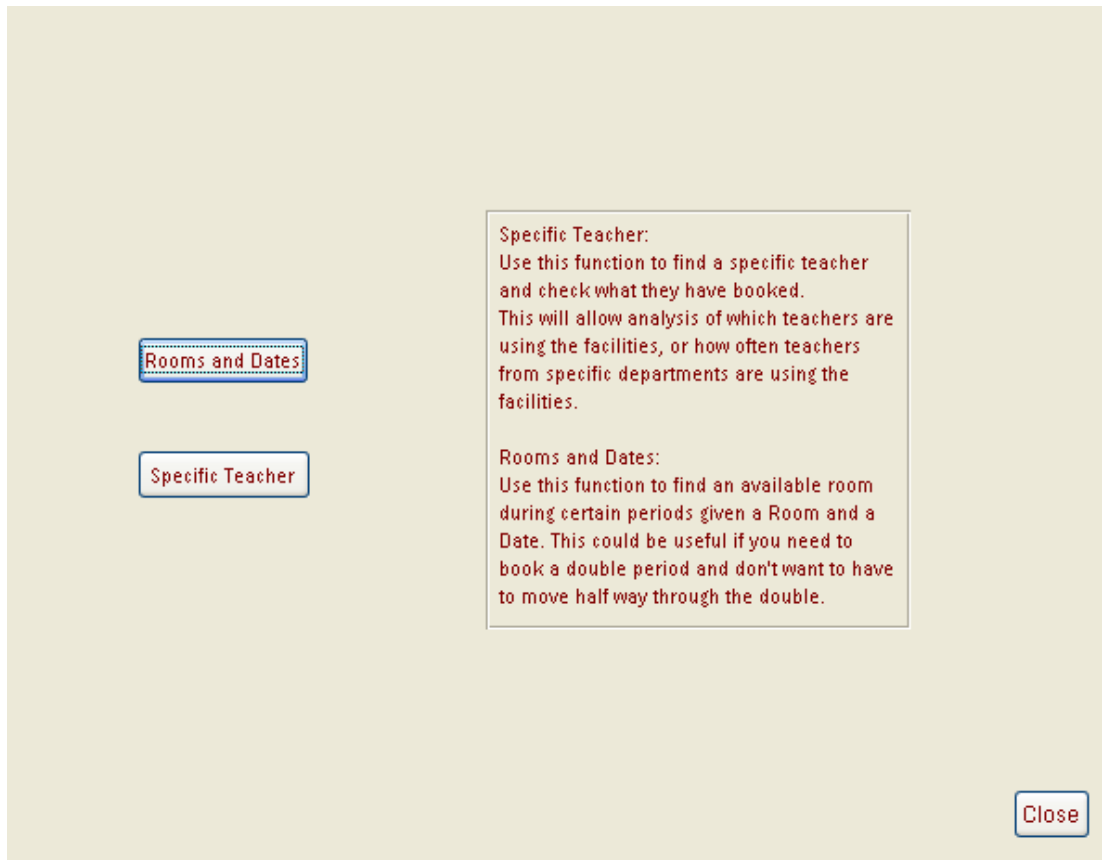 Rooms and Dates
Specific Teacher
Specific Teacher:
Use this function to find a specific teacher
and check what they have booked.
This will allow analysis of which teachers are
using the facilities, or how often teachers
from specific departments are using the
facilities.
Rooms and Dates:
Use this function to find an available room
during certain periods given a Room and a
Date. This could be useful if you need to
book a double period and don't want to have
to move half way through the double.
Close